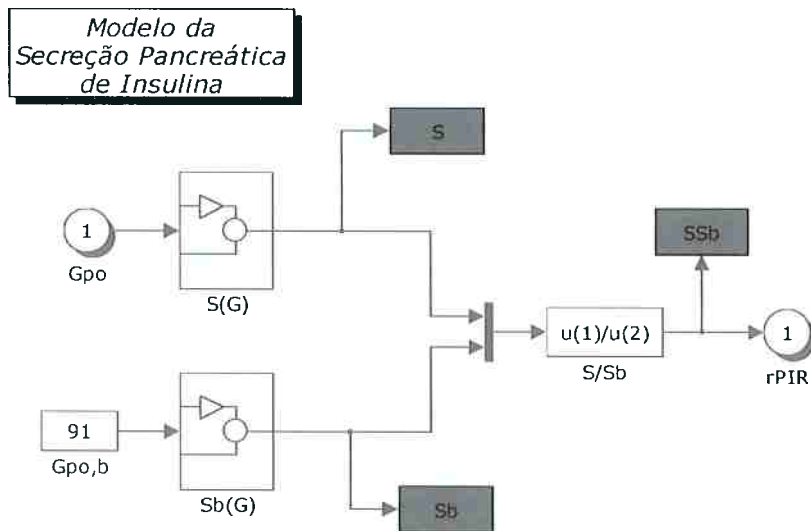 Modelo da
Secreção Pancreática
de Insulina
S
1
Gpo
S(G)
SSb
u(1)/u(2)
S/Sb
1
rPIR
91
Gpo,b
Sb(G)
Sb